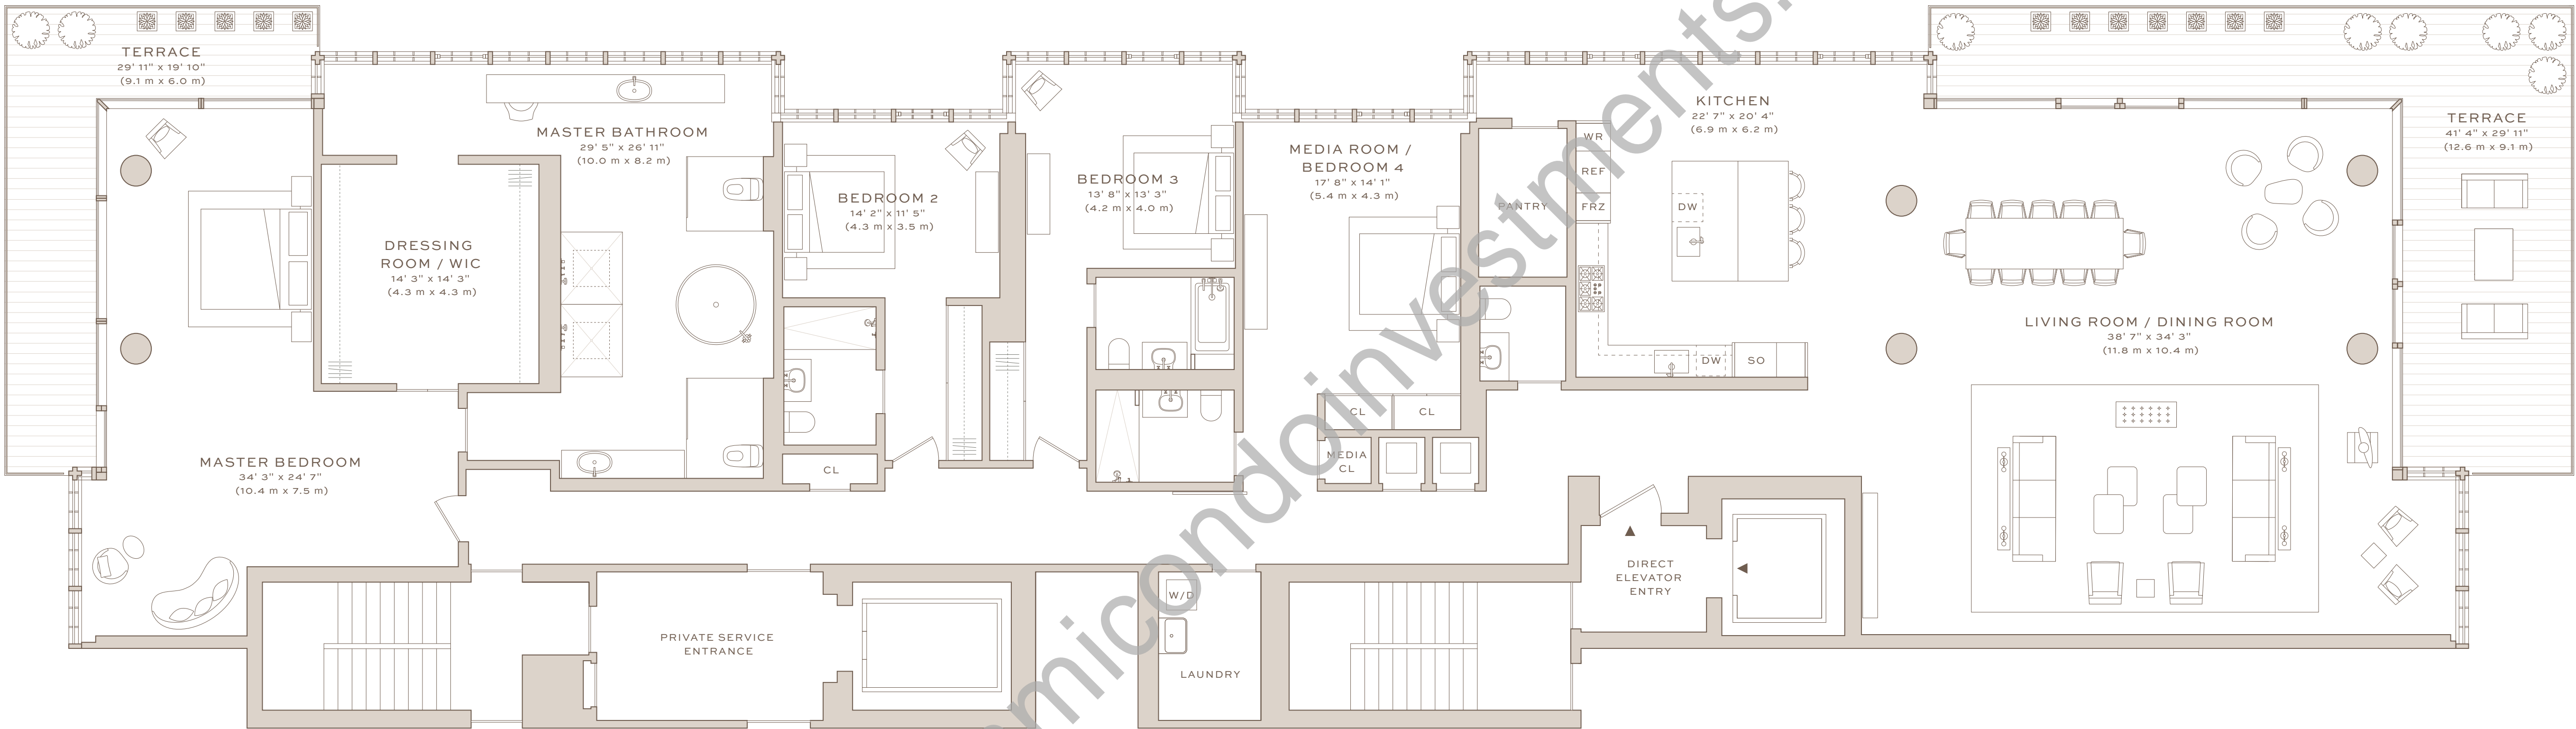 TERRACE
29' 11" x 19' 10"
(9.1 m x 6.0 m)
MASTER BATHROOM
29' 5" x 26' 11"
(10.0 m x 8.2 m)
DRESSING
ROOM / WIC
14' 3" x 14' 3"
(4.3 m x 4.3 m)
MASTER BEDROOM
34' 3" x 24' 7"
(10.4 m x 7.5 m)
BEDROOM 2
14' 2" x 11' 5"
(4.3 m x 3.5 m)
CL
BEDROOM 3
13' 8" x 13' 3"
(4.2 m x 4.0 m)
MEDIA ROOM /
BEDROOM 4
17' 8" x 14' 1"
(5.4 m x 4.3 m)
CL
CL
MEDIA
CL
PANTRY
WR
REF
FRZ
KITCHEN
22' 7" x 20' 4"
(6.9 m x 6.2 m)
DW
DW
SO
LIVING ROOM / DINING ROOM
38' 7" x 34' 3"
(11.8 m x 10.4 m)
TERRACE
41' 4" x 29' 11"
(12.6 m x 9.1 m)
PRIVATE SERVICE
ENTRANCE
W/D
LAUNDRY
DIRECT
ELEVATOR
ENTRY
micondoinvestments.